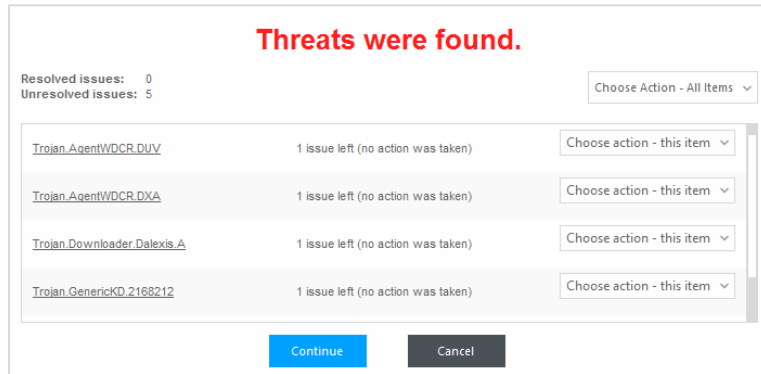 Threats were found.
Resolved issues: 0
Unresolved issues: 5
Choose Action - All Items
Trojan.AgentWDCR.DUV 1 issue left (no action was taken) Choose action - this item
Trojan.AgentWDCR.DXA 1 issue left (no action was taken) Choose action - this item
Trojan.Downloader.Dalexis.A 1 issue left (no action was taken) Choose action - this item
Trojan.GenericKD.2168212 1 issue left (no action was taken) Choose action - this item
Continue Cancel